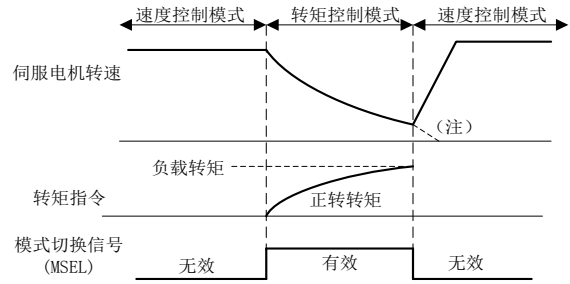 速度控制模式 转矩控制模式 速度控制模式
伺服电机转速
（注）
负载转矩
转矩指令
正转转矩
模式切换信号
(MSEL)
无效 有效 无效